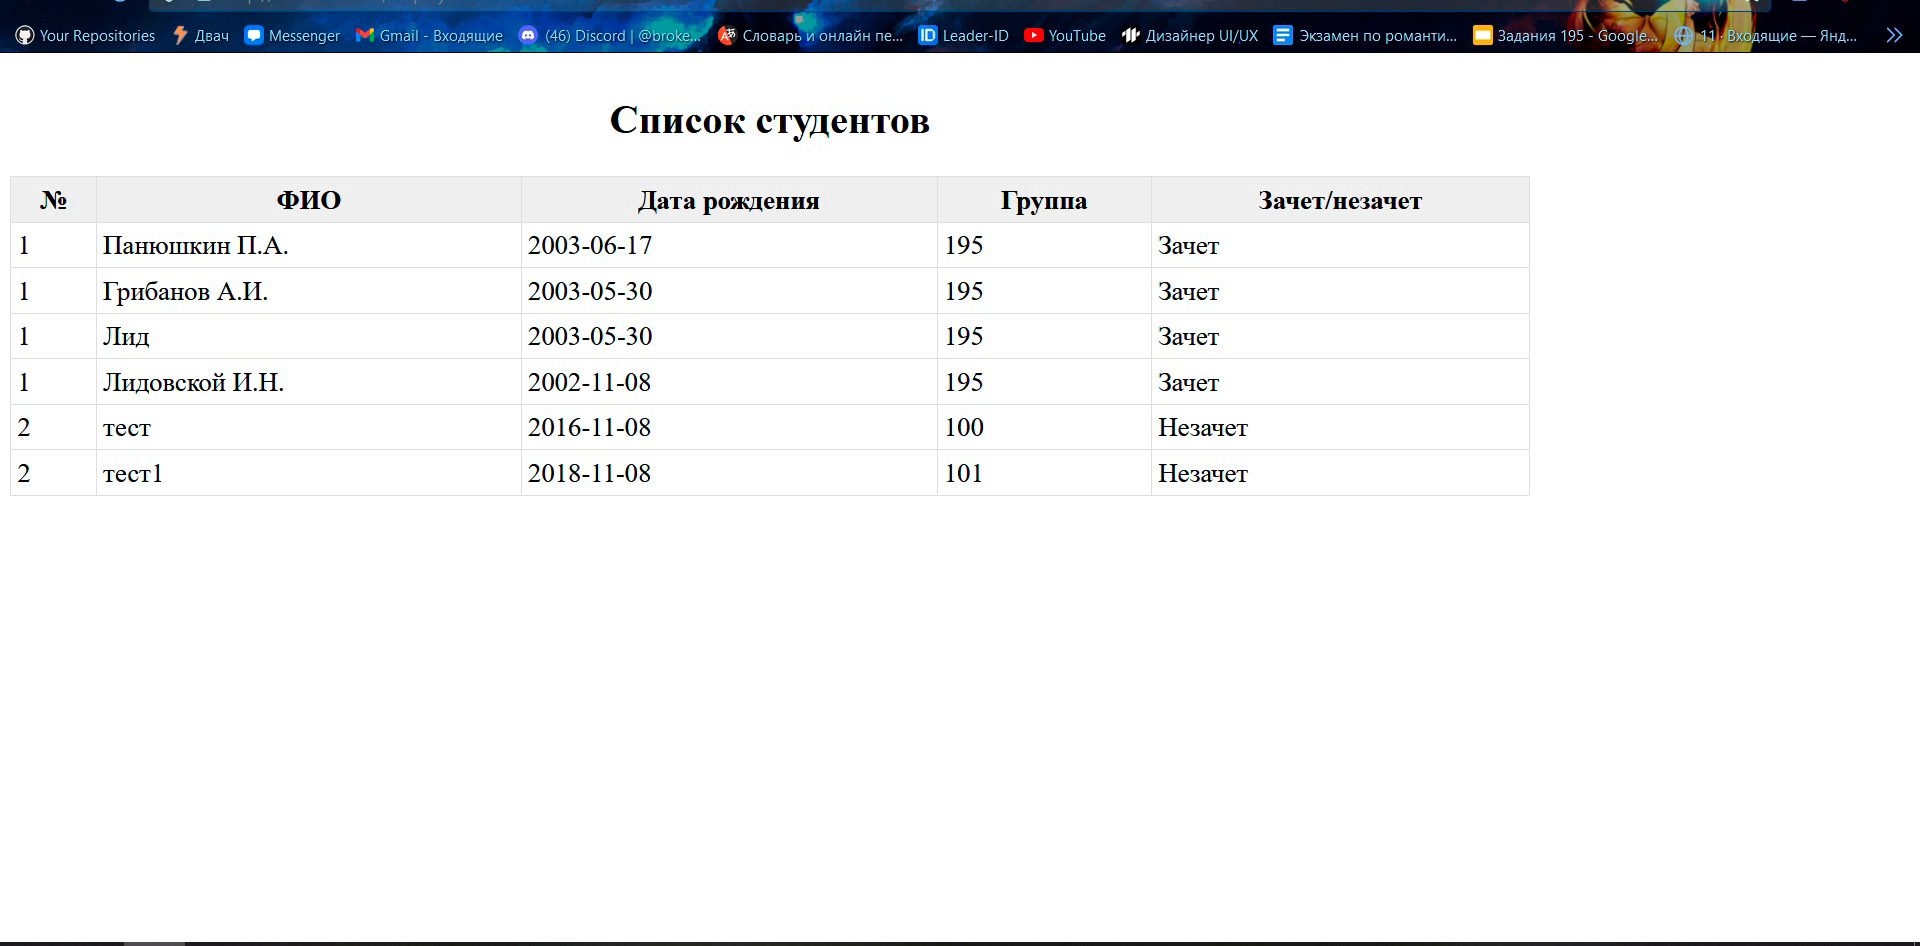 Your Repositories Двач Messenger Gmail - Входящие (46) Discord | @broke... Словарь и онлайн пе... Leader-ID YouTube Дизайнер UI/UX Экзамен по романти... Задания 195 - Google... 11 · Входящие — Янд...
Список студентов
№ ФИО Дата рождения Группа Зачет/незачет
1 Панюшкин П.А. 2003-06-17 195 Зачет
1 Грибанов А.И. 2003-05-30 195 Зачет
1 Лид 2003-05-30 195 Зачет
1 Лидовской И.Н. 2002-11-08 195 Зачет
2 тест 2016-11-08 100 Незачет
2 тест1 2018-11-08 101 Незачет